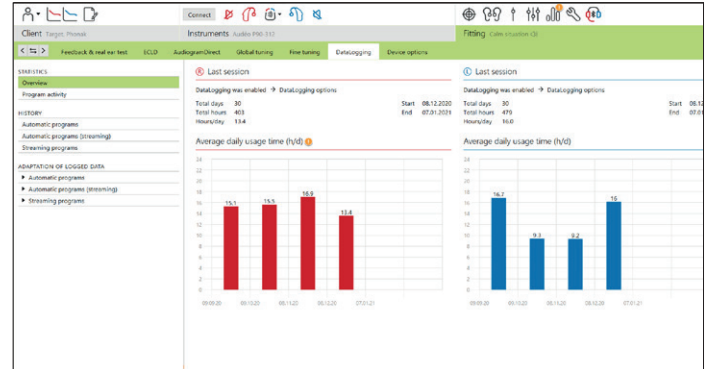 Connect
Client Target, Phonak
Instruments Audéo P90-312
Fitting Calm situation
Feedback & real ear test
AudiogramDirect
Global tuning
Fine tuning
DataLogging
Device options
STATISTICS
Overview
Program activity
HISTORY
Automatic programs
Automatic programs (streaming)
Streaming programs
ADAPTATION OF LOGGED DATA
Automatic programs
Automatic programs (streaming)
Streaming programs
R Last session
DataLogging was enabled → DataLogging options
Total days 30 Start 08.12.2020
Total hours 403 End 07.01.2021
Hours/day 13.4
Average daily usage time (h/d)
24
22
20
18
16
14
12
10
8
6
4
2
0
15.1
15.5
16.9
13.4
09.09.20 09.10.20 08.11.20 08.12.20 07.01.21
L Last session
DataLogging was enabled → DataLogging options
Total days 30 Start 08.12
Total hours 479 End 07.01
Hours/day 16.0
Average daily usage time (h/d)
24
22
20
18
16
14
12
10
8
6
4
2
0
16.7
9.3
9.2
16
09.09.20 09.10.20 08.11.20 08.12.20 07.01.21